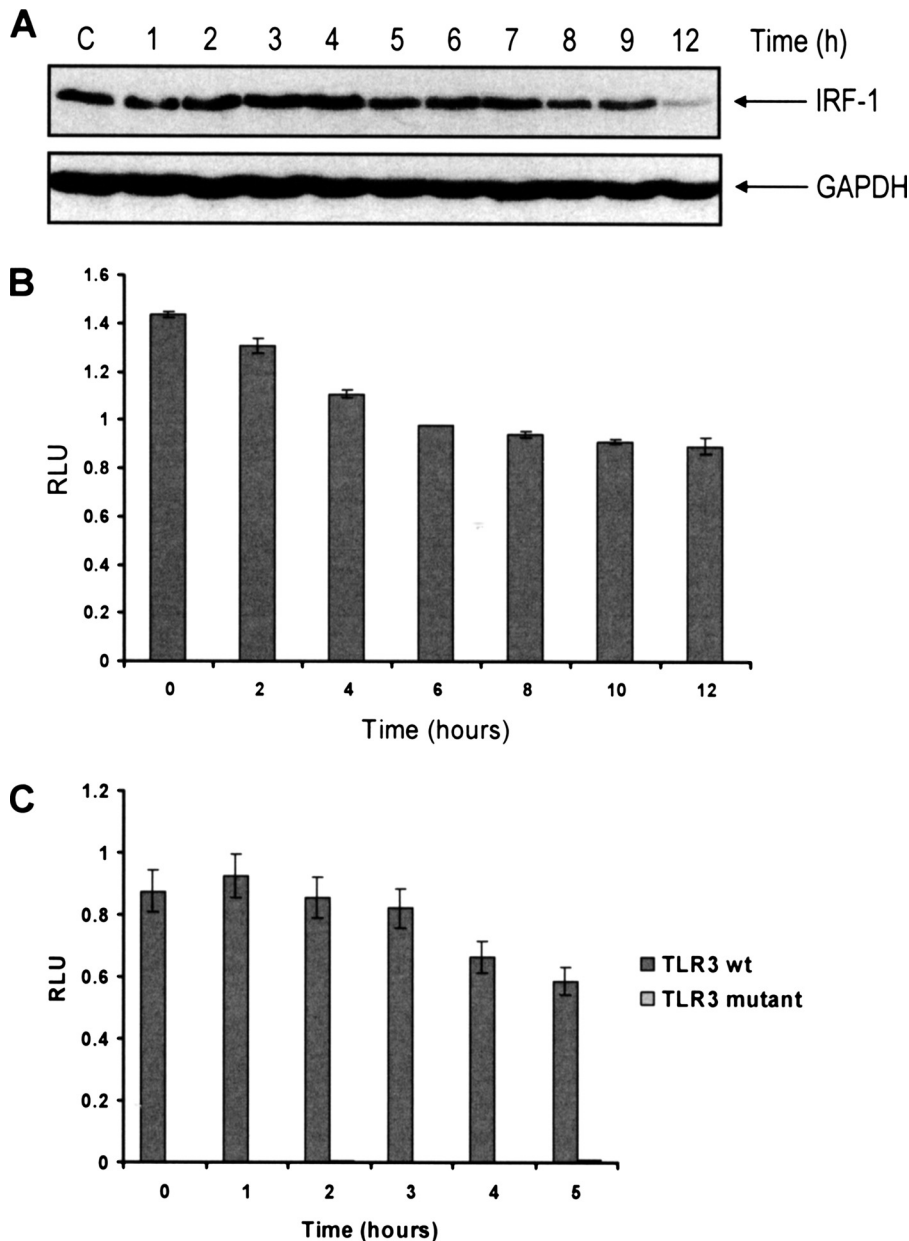 A
C 1 2 3 4 5 6 7 8 9 12 Time (h)
IRF-1
GAPDH
B
1.6
1.4
1.2
1
0.8
0.6
0.4
0.2
0
RLU
0 2 4 6 8 10 12
Time (hours)
C
1.2
1
0.8
0.6
0.4
0.2
0
RLU
0 1 2 3 4 5
Time (hours)
TLR3 wt
TLR3 mutant